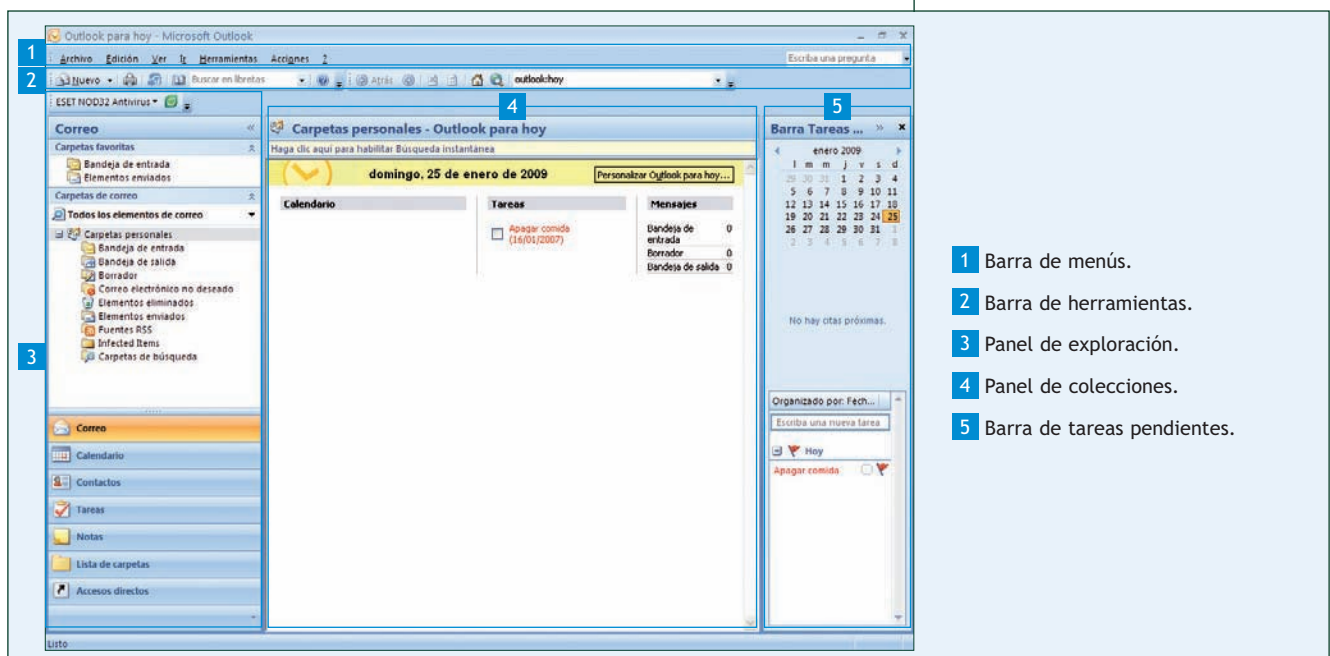 Outlook para hoy - Microsoft Outlook
1
Archivo Edición Ver Ir Herramientas Acciones ?
Escriba una pregunta
2
Nuevo Buscar en libretas Atrás outlook:hoy
ESET NOD32 Antivirus
4
5
Correo
Carpetas favoritas
Bandeja de entrada
Elementos enviados
Carpetas de correo
Todos los elementos de correo
Carpetas personales
Bandeja de entrada
Bandeja de salida
Borrador
Correo electrónico no deseado
Elementos eliminados
Elementos enviados
Fuentes RSS
Infected Items
Carpetas de búsqueda
3
Correo
Calendario
Contactos
Tareas
Notas
Lista de carpetas
Accesos directos
Listo
Carpetas personales - Outlook para hoy
Haga clic aquí para habilitar Búsqueda instantánea
domingo, 25 de enero de 2009
Personalizar Outlook para hoy...
Calendario
Tareas
Apagar comida
(16/01/2007)
Mensajes
Bandeja de entrada 0
Borrador 0
Bandeja de salida 0
Barra Tareas ...
enero 2009
l m m j v s d
29 30 31 1 2 3 4
5 6 7 8 9 10 11
12 13 14 15 16 17 18
19 20 21 22 23 24 25
26 27 28 29 30 31 1
2 3 4 5 6 7 8
No hay citas próximas.
Organizado por: Fech...
Escriba una nueva tarea
Hoy
Apagar comida
1 Barra de menús.
2 Barra de herramientas.
3 Panel de exploración.
4 Panel de colecciones.
5 Barra de tareas pendientes.